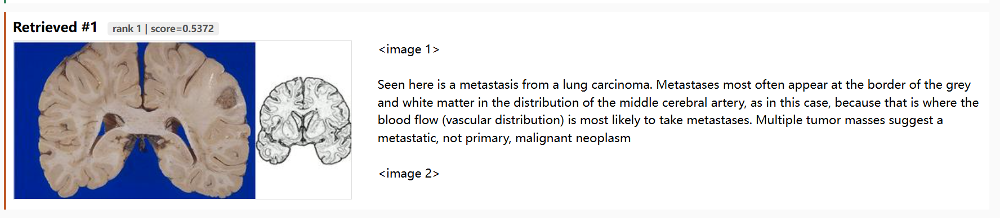 Retrieved #1 rank 1 | score=0.5372
<image 1>
Seen here is a metastasis from a lung carcinoma. Metastases most often appear at the border of the grey
and white matter in the distribution of the middle cerebral artery, as in this case, because that is where the
blood flow (vascular distribution) is most likely to take metastases. Multiple tumor masses suggest a
metastatic, not primary, malignant neoplasm
<image 2>